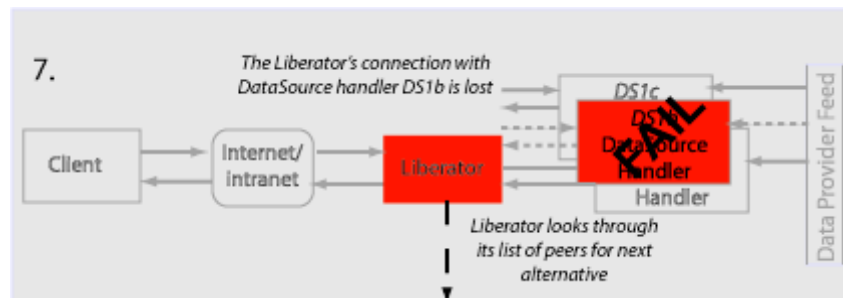 7.
The Liberator's connection with
DataSource handler DS1b is lost
DS1c
DS1b
DataSource
Handler
Handler
FAIL
Client
Internet/
intranet
Liberator
Data Provider Feed
Liberator looks through
its list of peers for next
alternative